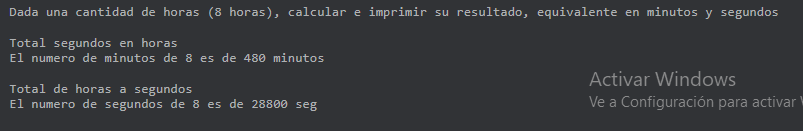 Dada una cantidad de horas (8 horas), calcular e imprimir su resultado, equivalente en minutos y segundos
Total segundos en horas
El numero de minutos de 8 es de 480 minutos
Total de horas a segundos
El numero de segundos de 8 es de 28800 seg
Activar Windows
Ve a Configuración para activar W